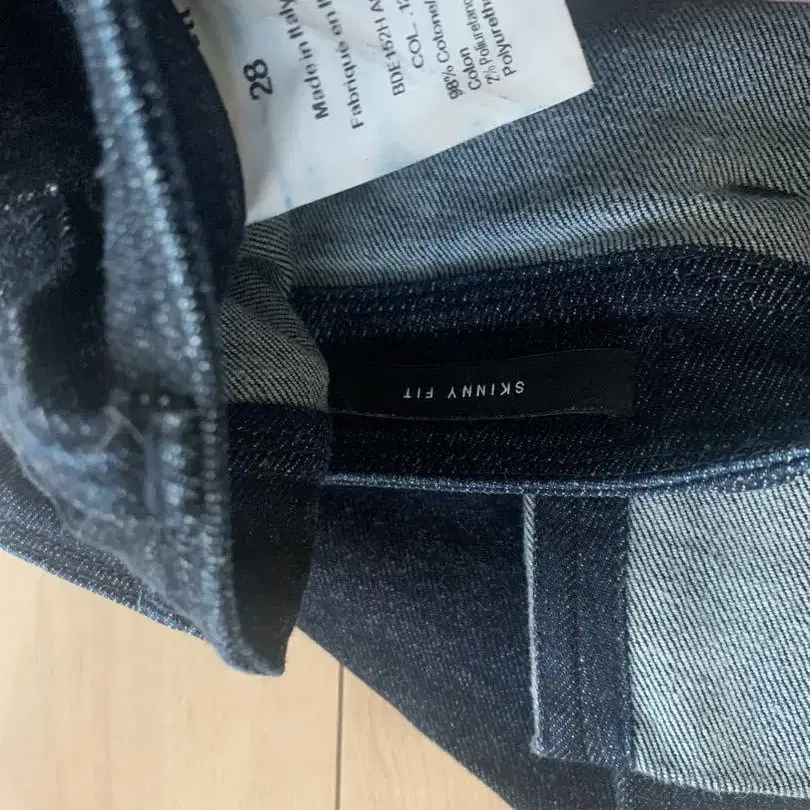 28
Made in Italy
Fabriqué en I
BDE152H A
COL - 12
98% Cotone
Coton
2% Poliuretano
Polyureth
SKINNY FIT